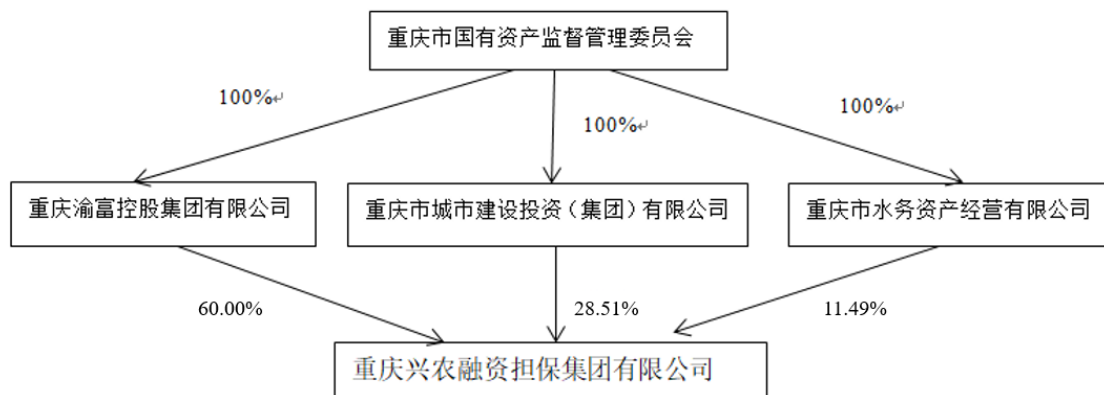 重庆市国有资产监督管理委员会
100%↵
100%↵
100%↵
重庆渝富控股集团有限公司
重庆市城市建设投资（集团）有限公司
重庆市水务资产经营有限公司
60.00%
28.51%
11.49%
重庆兴农融资担保集团有限公司